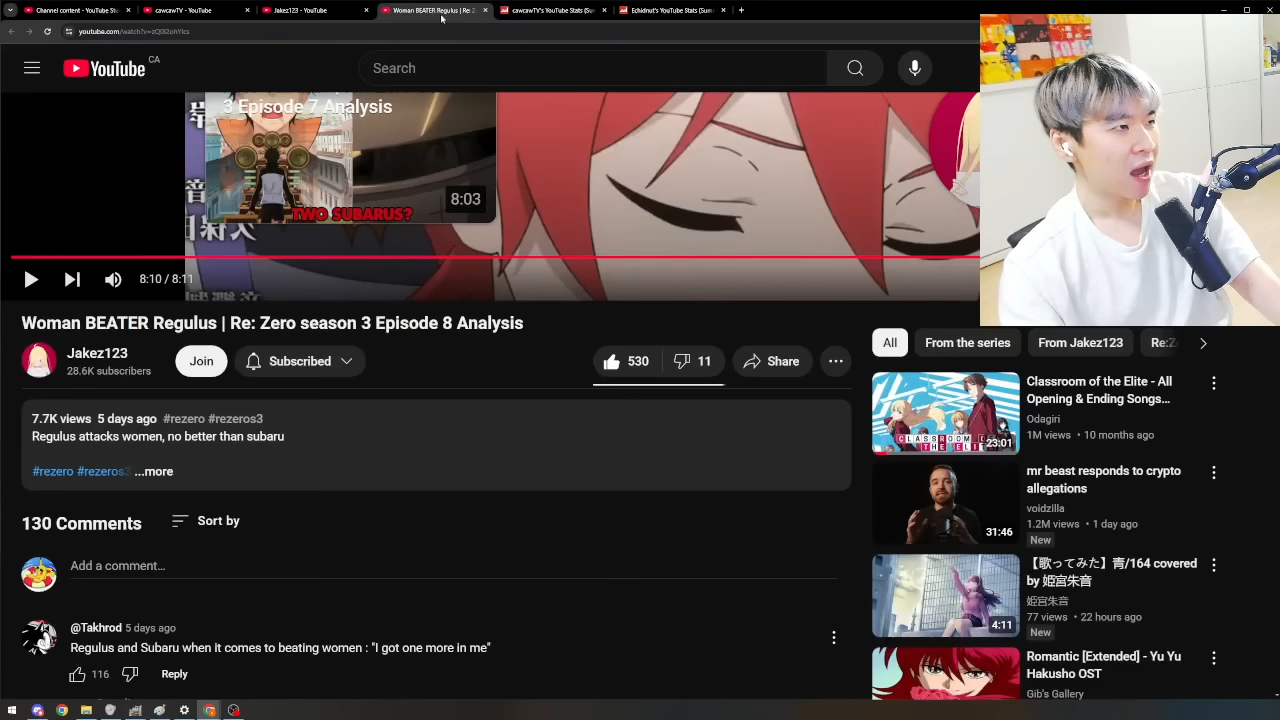 Channel content - YouTube Stu
cawcawTV - YouTube
Jakez123 - YouTube
Woman BEATER Regulus | Re: Z
cawcawTV's YouTube Stats (Su
Echidnut's YouTube Stats (Summ
youtube.com/watch?v=zQ0l2ohYlcs
YouTube CA
Search
3 Episode 7 Analysis
TWO SUBARUS?
8:03
8:10 / 8:11
Woman BEATER Regulus | Re: Zero season 3 Episode 8 Analysis
Jakez123
28.6K subscribers
Join
Subscribed
530
11
Share
7.7K views 5 days ago #rezero #rezeros3
Regulus attacks women, no better than subaru
#rezero #rezeros3 ...more
130 Comments
Sort by
Add a comment...
@Takhrod 5 days ago
Regulus and Subaru when it comes to beating women : "I got one more in me"
116
Reply
All
From the series
From Jakez123
Re:Z
CLASSROOM OF
THE ELI
23:01
Classroom of the Elite - All
Opening & Ending Songs...
Odagiri
1M views • 10 months ago
31:46
mr beast responds to crypto
allegations
voidzilla
1.2M views • 1 day ago
New
4:11
【歌ってみた】青/164 covered
by 姫宮朱音
姫宮朱音
77 views • 22 hours ago
New
Romantic [Extended] - Yu Yu
Hakusho OST
Gib's Gallery